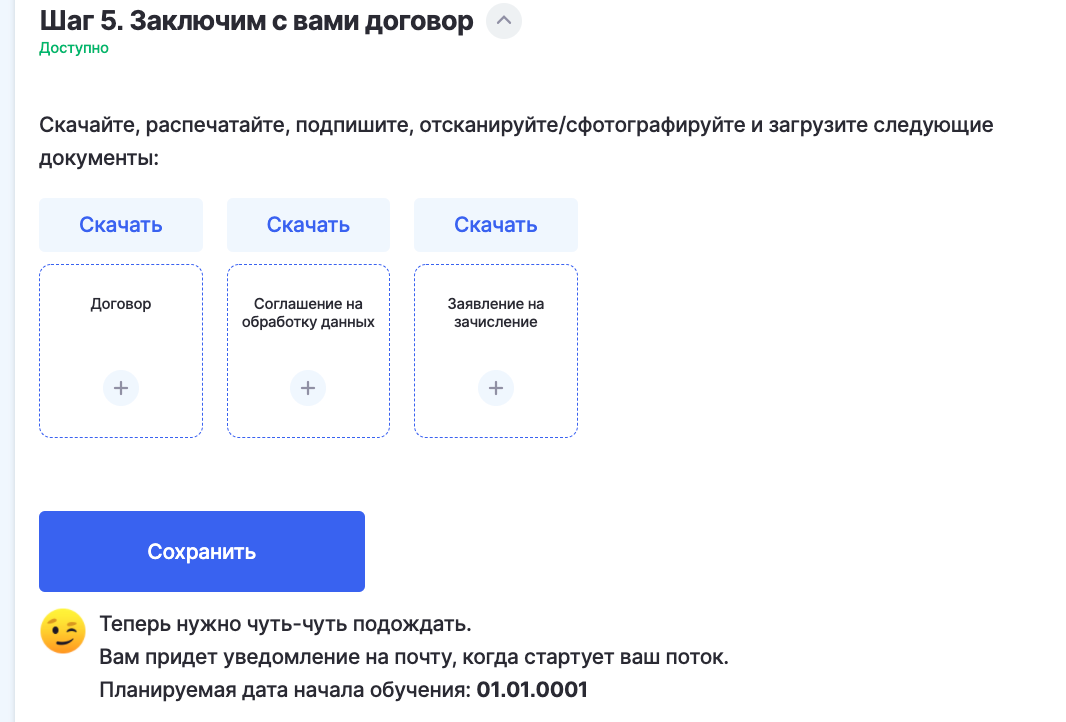 Шаг 5. Заключим с вами договор
Доступно
Скачайте, распечатайте, подпишите, отсканируйте/сфотографируйте и загрузите следующие
документы:
Скачать
Скачать
Скачать
Договор
Соглашение на
обработку данных
Заявление на
зачисление
Сохранить
Теперь нужно чуть-чуть подождать.
Вам придет уведомление на почту, когда стартует ваш поток.
Планируемая дата начала обучения: 01.01.0001